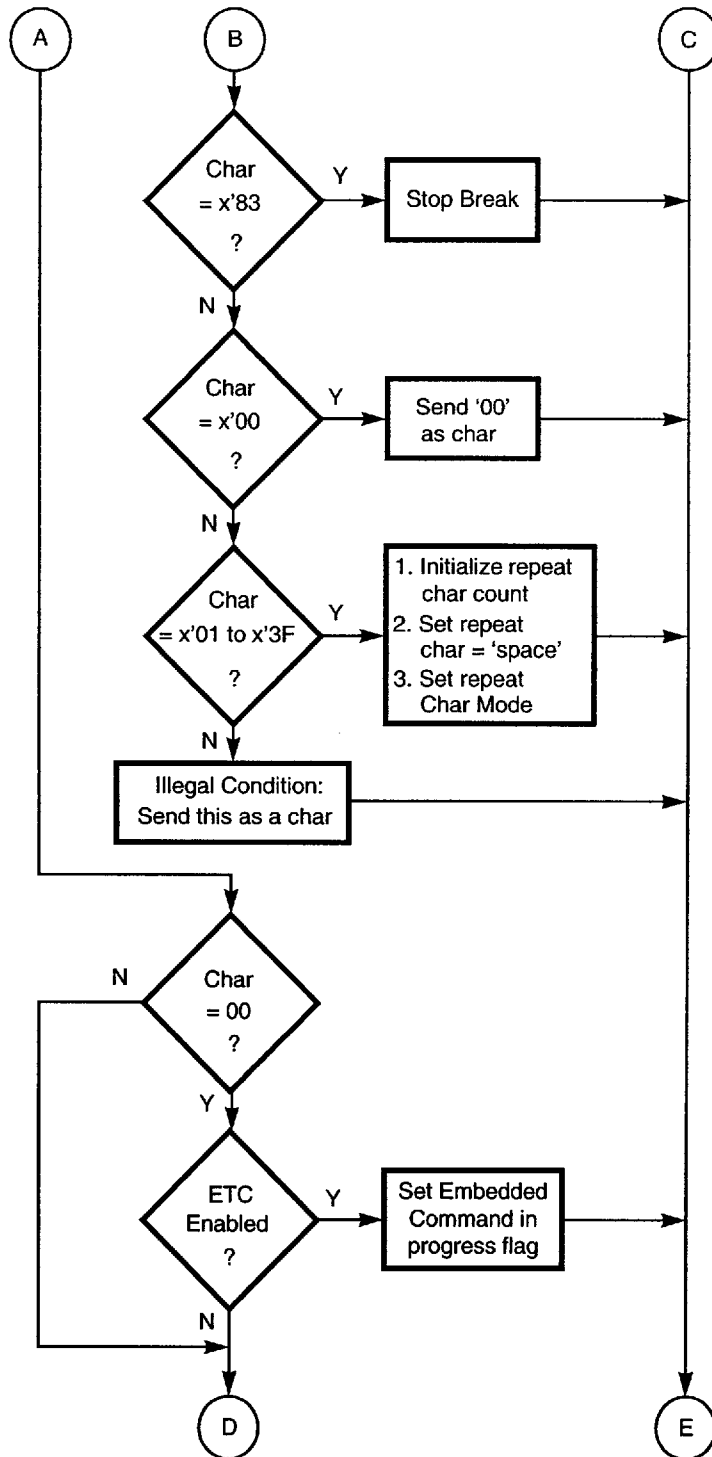 A
B
C
Char
= x'83
?
Y
Stop Break
N
Char
= x'00
?
Y
Send '00'
as char
N
Char
= x'01 to x'3F
?
Y
1. Initialize repeat
char count
2. Set repeat
char = 'space'
3. Set repeat
Char Mode
N
Illegal Condition:
Send this as a char
N
Char
= 00
?
Y
ETC
Enabled
?
Y
Set Embedded
Command in
progress flag
N
D
E